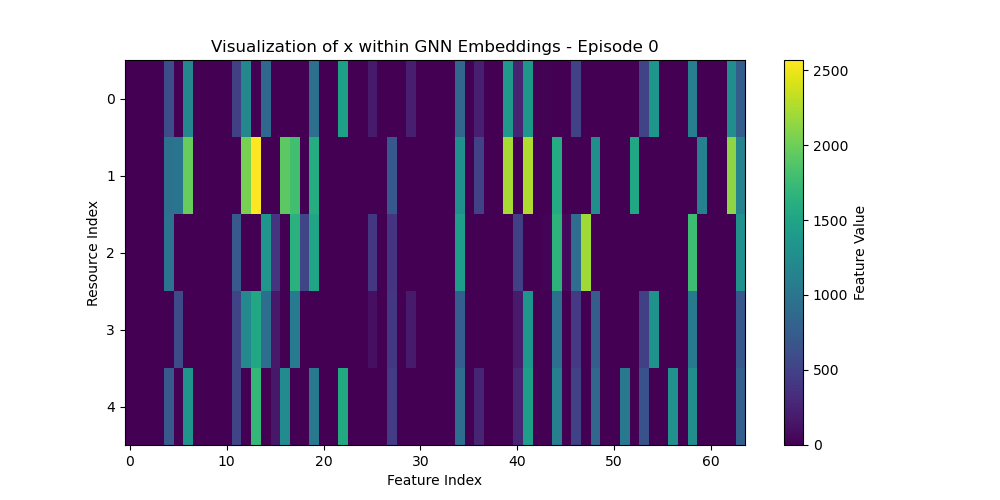 Visualization of x within GNN Embeddings - Episode 0
Resource Index
0
1
2
3
4
0 10 20 30 40 50 60
Feature Index
2500
2000
1500
1000
500
0
Feature Value